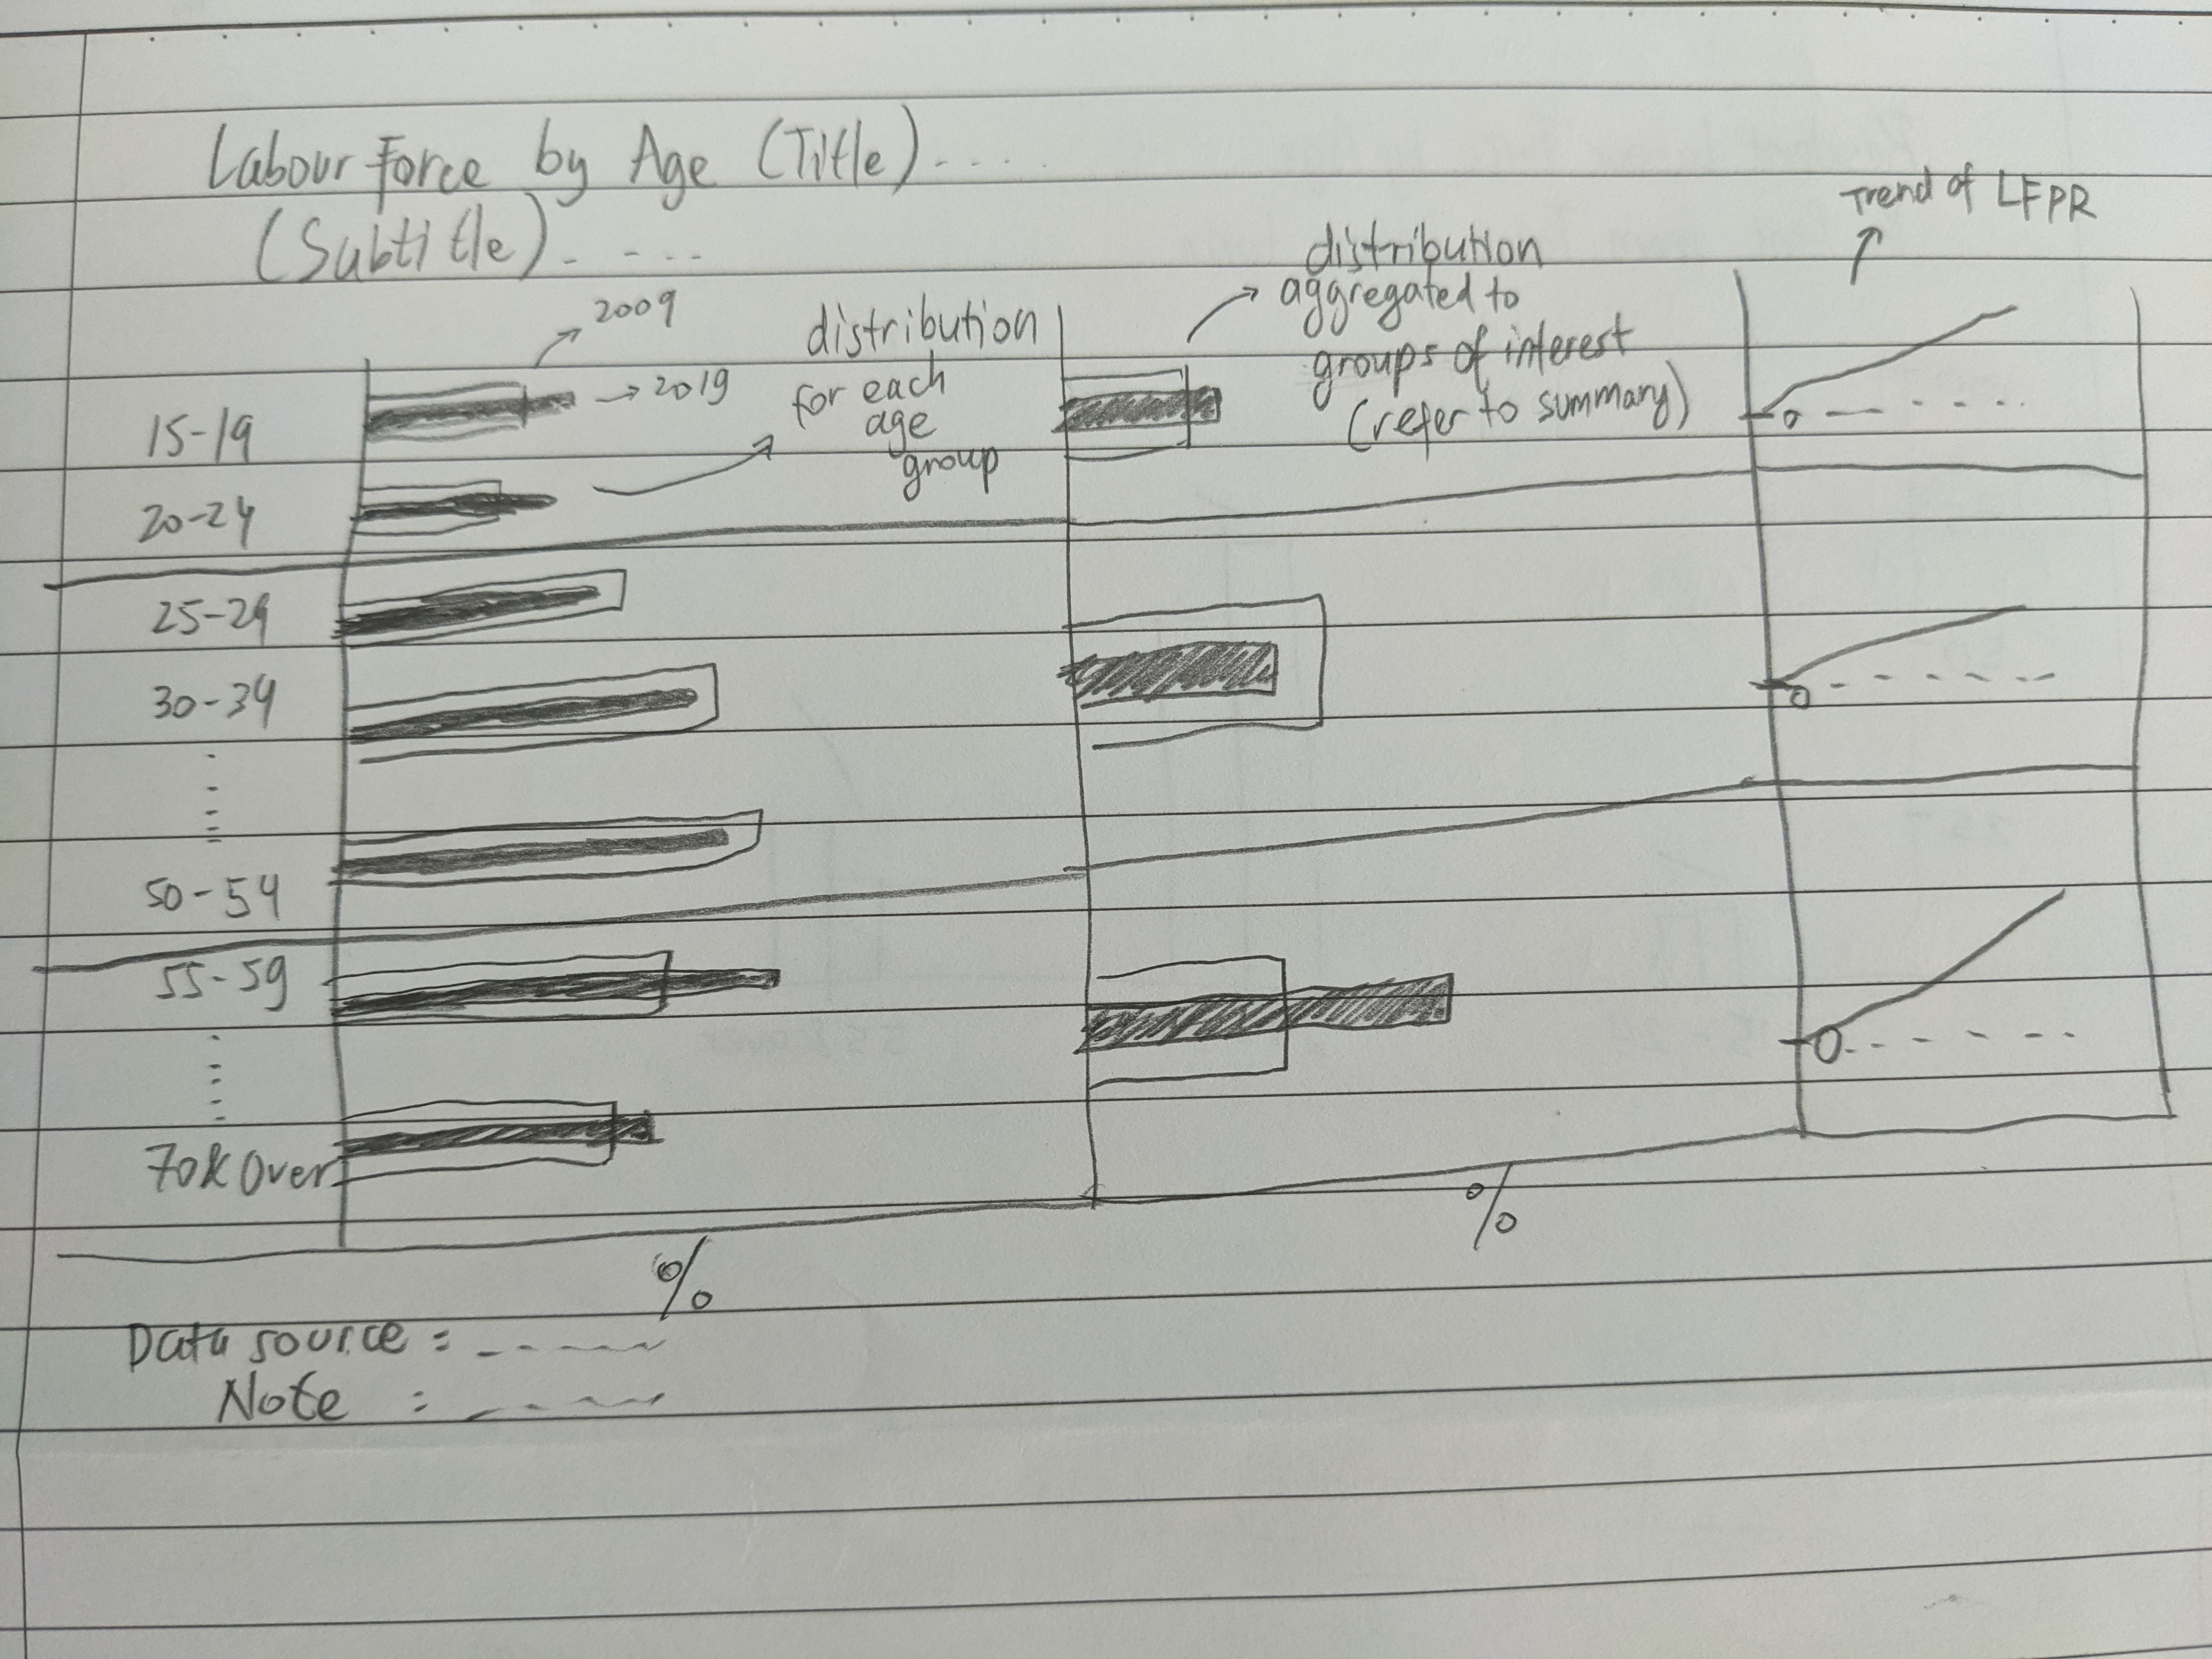 Labour Force by Age (Title).....
(Subtitle).....
Trend of LFPR
distribution
aggregated to
groups of interest
(refer to summary)
2009
2019
distribution
for each
age
group
15-19
20-24
25-29
30-34
50-54
55-59
70 & Over
0
0
0
%
%
Data source : -----
Note : -----